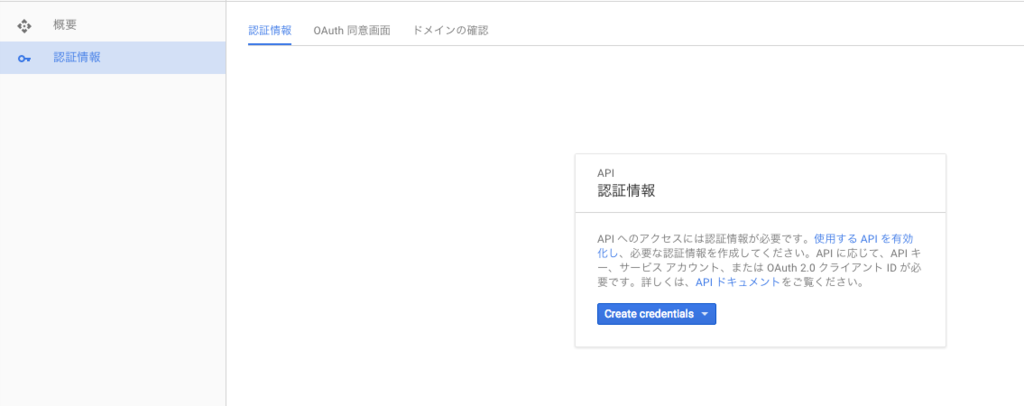 概要
認証情報
認証情報 OAuth 同意画面 ドメインの確認
API
認証情報
API へのアクセスには認証情報が必要です。使用する API を有効
化し、必要な認証情報を作成してください。API に応じて、API キ
ー、サービス アカウント、または OAuth 2.0 クライアント ID が必
要です。詳しくは、API ドキュメントをご覧ください。
Create credentials